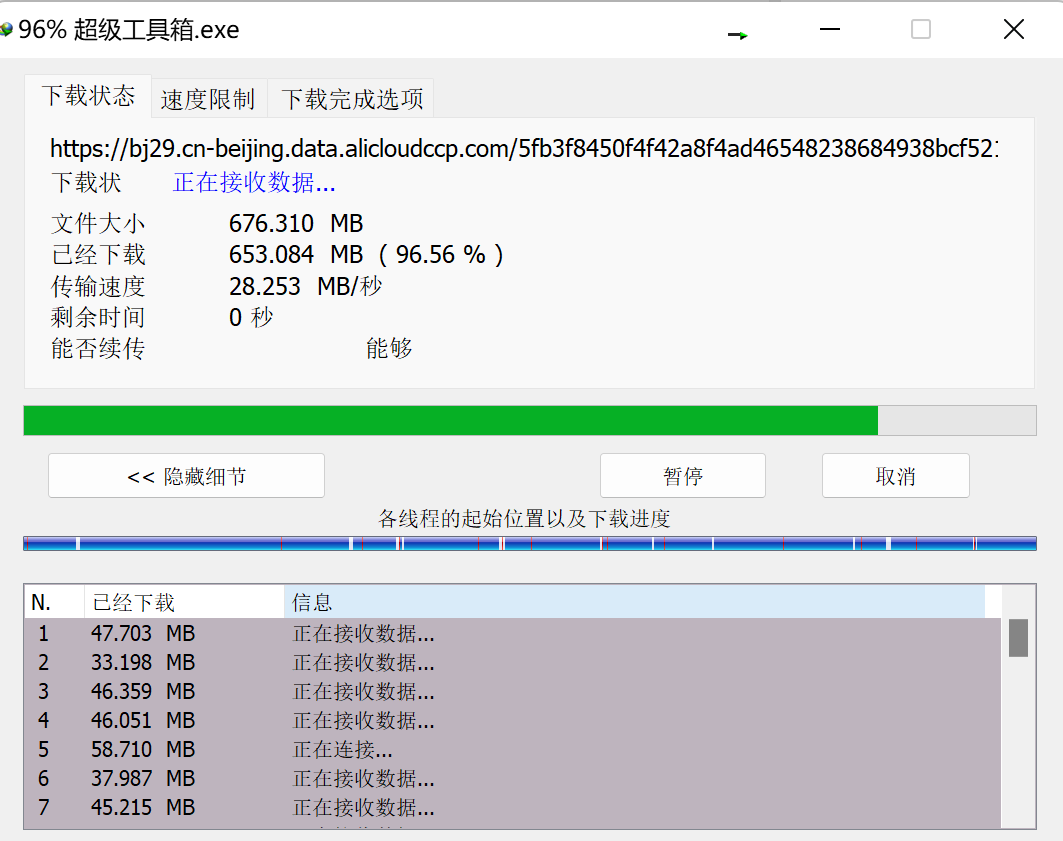 96% 超级工具箱.exe
下载状态 速度限制 下载完成选项
https://bj29.cn-beijing.data.alicloudccp.com/5fb3f8450f4f42a8f4ad46548238684938bcf521
下载状 正在接收数据...
文件大小 676.310 MB
已经下载 653.084 MB ( 96.56 % )
传输速度 28.253 MB/秒
剩余时间 0 秒
能否续传 能够
<< 隐藏细节 暂停 取消
各线程的起始位置以及下载进度
N. 已经下载 信息
1 47.703 MB 正在接收数据...
2 33.198 MB 正在接收数据...
3 46.359 MB 正在接收数据...
4 46.051 MB 正在接收数据...
5 58.710 MB 正在连接...
6 37.987 MB 正在接收数据...
7 45.215 MB 正在接收数据...